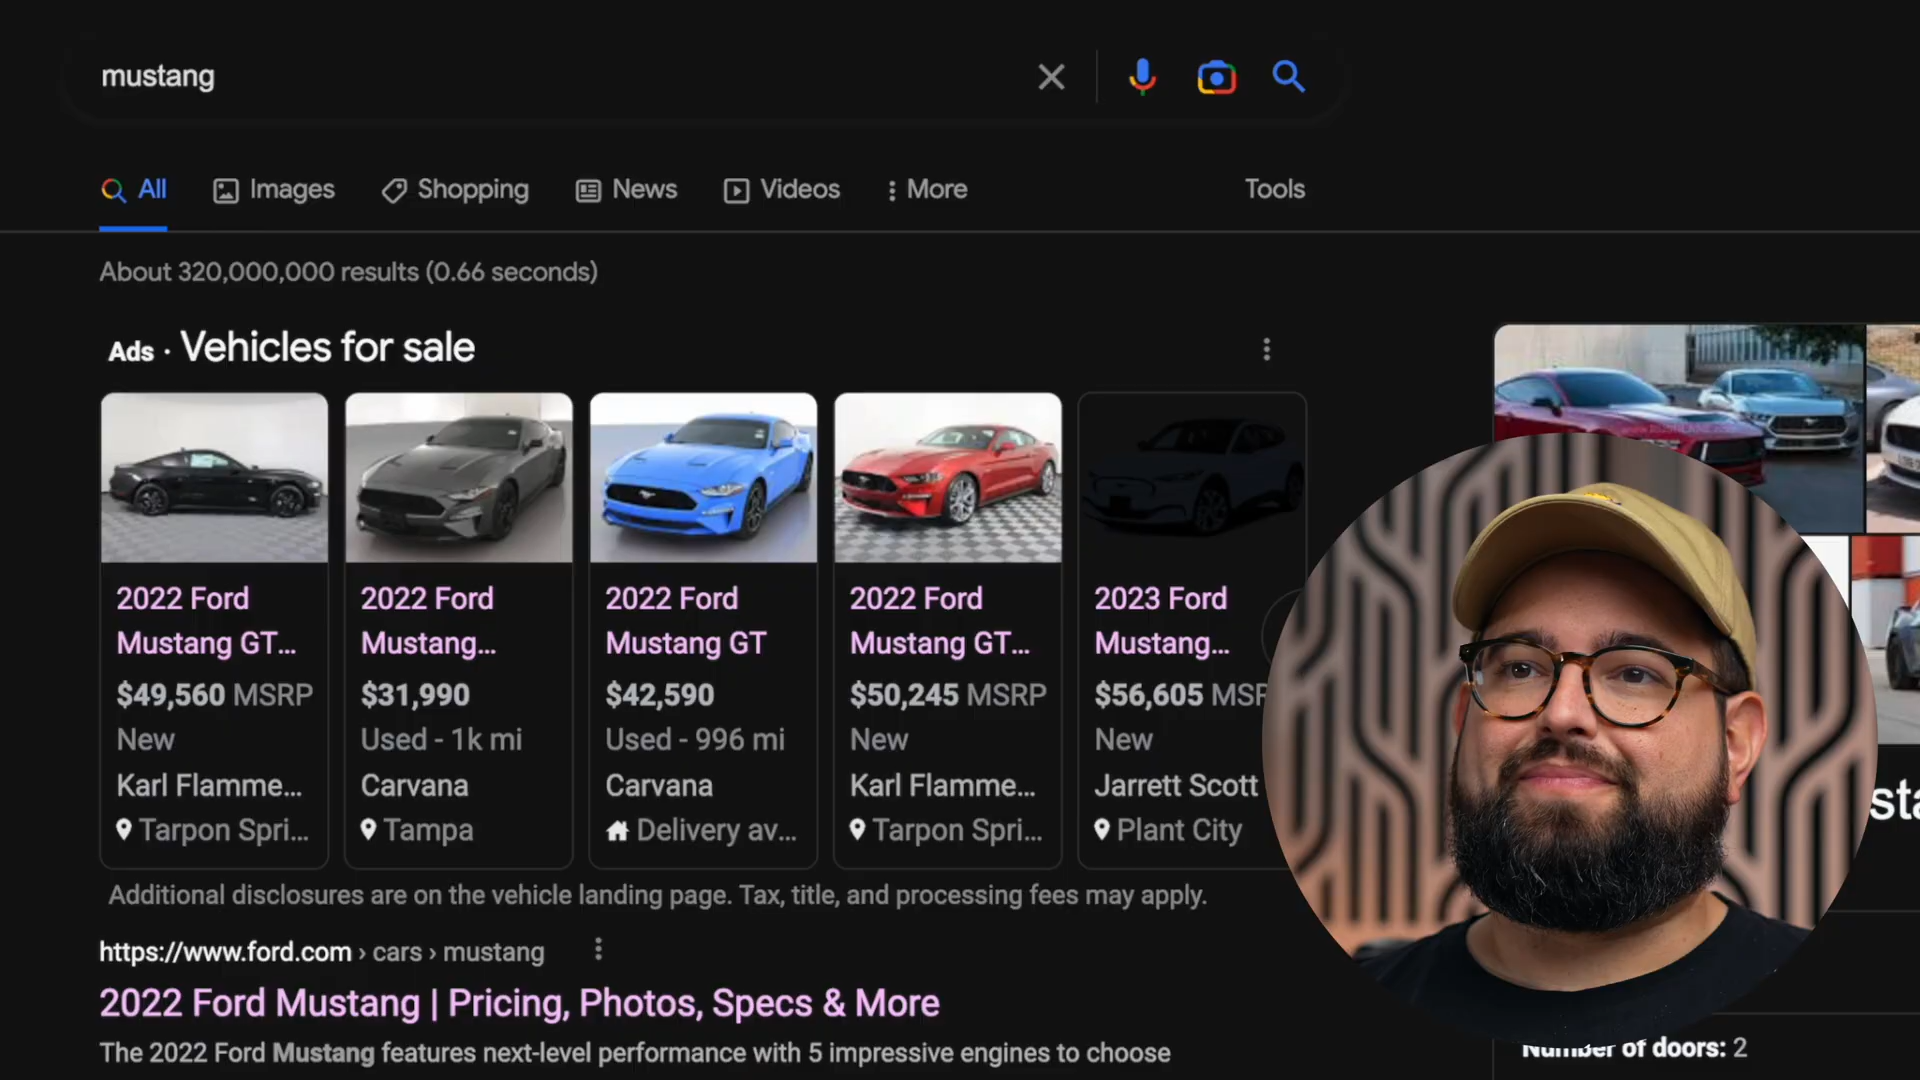 mustang
All
Images
Shopping
News
Videos
More
Tools
About 320,000,000 results (0.66 seconds)
Ads · Vehicles for sale
2022 Ford
Mustang GT...
$49,560 MSRP
New
Karl Flamme...
Tarpon Spri...
2022 Ford
Mustang...
$31,990
Used - 1k mi
Carvana
Tampa
2022 Ford
Mustang GT
$42,590
Used - 996 mi
Carvana
Delivery av...
2022 Ford
Mustang GT...
$50,245 MSRP
New
Karl Flamme...
Tarpon Spri...
2023 Ford
Mustang...
$56,605 MSR
New
Jarrett Scott
Plant City
Additional disclosures are on the vehicle landing page. Tax, title, and processing fees may apply.
https://www.ford.com › cars › mustang
2022 Ford Mustang | Pricing, Photos, Specs & More
The 2022 Ford Mustang features next-level performance with 5 impressive engines to choose
Number of doors: 2